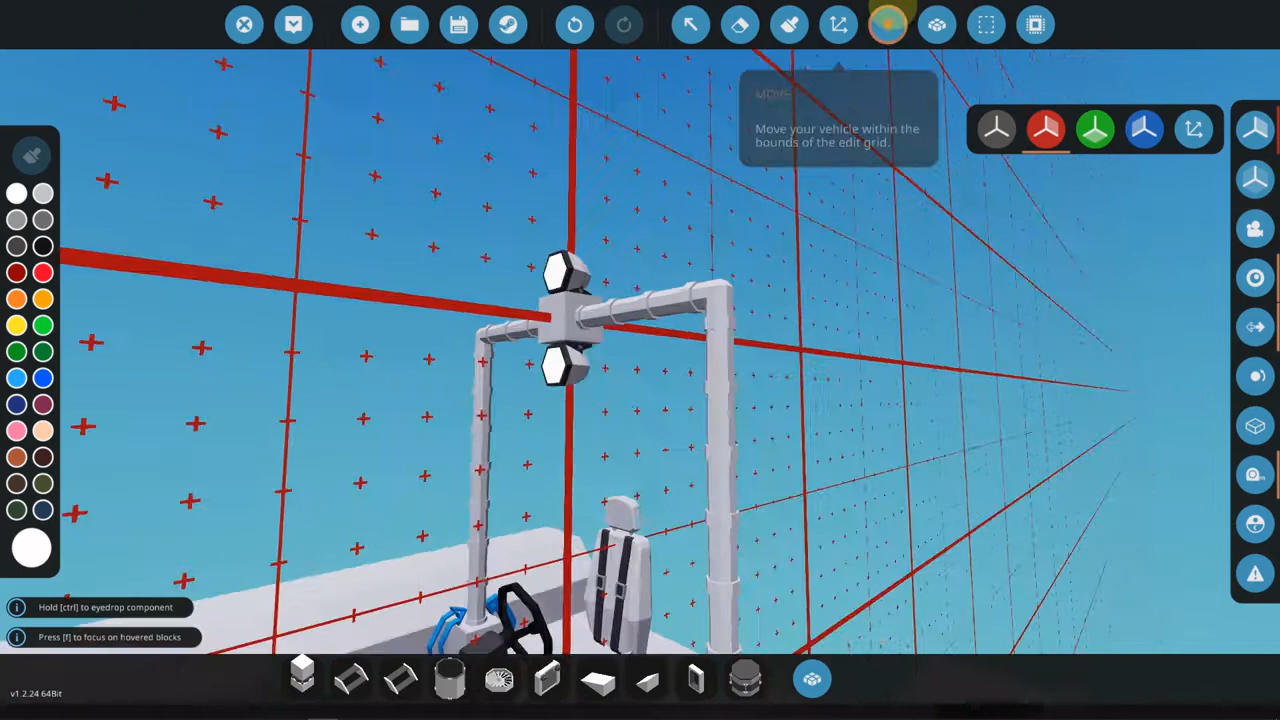 MOVE
Move your vehicle within the
bounds of the edit grid.
Hold [ctrl] to eyedrop component
Press [f] to focus on hovered blocks
v1.2.24 64Bit